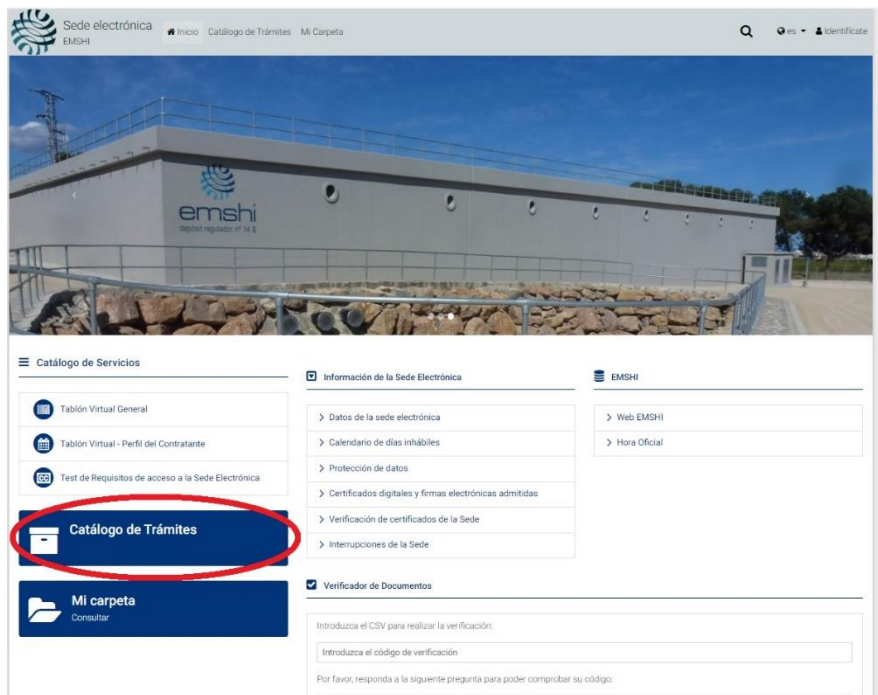 Sede electrónica
EMSHI
Inicio Catálogo de Trámites Mi Carpeta
es Identifícate
emshi
depòsit regulador nº 14 B
Catálogo de Servicios
Tablón Virtual General
Tablón Virtual - Perfil del Contratante
Test de Requisitos de acceso a la Sede Electrónica
Catálogo de Trámites
Mi carpeta
Consultar
Información de la Sede Electrónica
Datos de la sede electrónica
Calendario de días inhábiles
Protección de datos
Certificados digitales y firmas electrónicas admitidas
Verificación de certificados de la Sede
Interrupciones de la Sede
EMSHI
Web EMSHI
Hora Oficial
Verificador de Documentos
Introduzca el CSV para realizar la verificación:
Introduzca el código de verificación
Por favor, responda a la siguiente pregunta para poder comprobar su código: